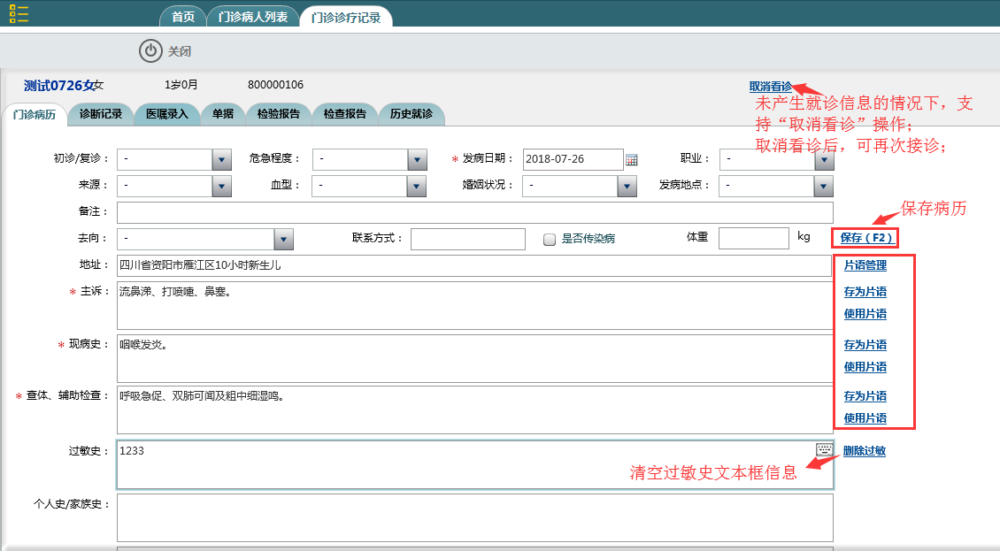 首页 门诊病人列表 门诊诊疗记录
关闭
测试0726女 女 1岁0月 800000106 取消看诊
未产生就诊信息的情况下，支
持“取消看诊”操作；
取消看诊后，可再次接诊；
门诊病历 诊断记录 医嘱录入 单据 检验报告 检查报告 历史就诊
初诊/复诊： - 危急程度： - * 发病日期： 2018-07-26 职业： -
来源： - 血型： - 婚姻状况： - 发病地点： -
备注：
保存病历
去向： - 联系方式： 是否传染病 体重 kg 保存（F2）
地址： 四川省资阳市雁江区10小时新生儿 片语管理
* 主诉： 流鼻涕、打喷嚏、鼻塞。 存为片语
使用片语
* 现病史： 咽喉发炎。 存为片语
使用片语
* 查体、辅助检查： 呼吸急促、双肺可闻及粗中细湿鸣。 存为片语
使用片语
过敏史： 1233 删除过敏
清空过敏史文本框信息
个人史/家族史：